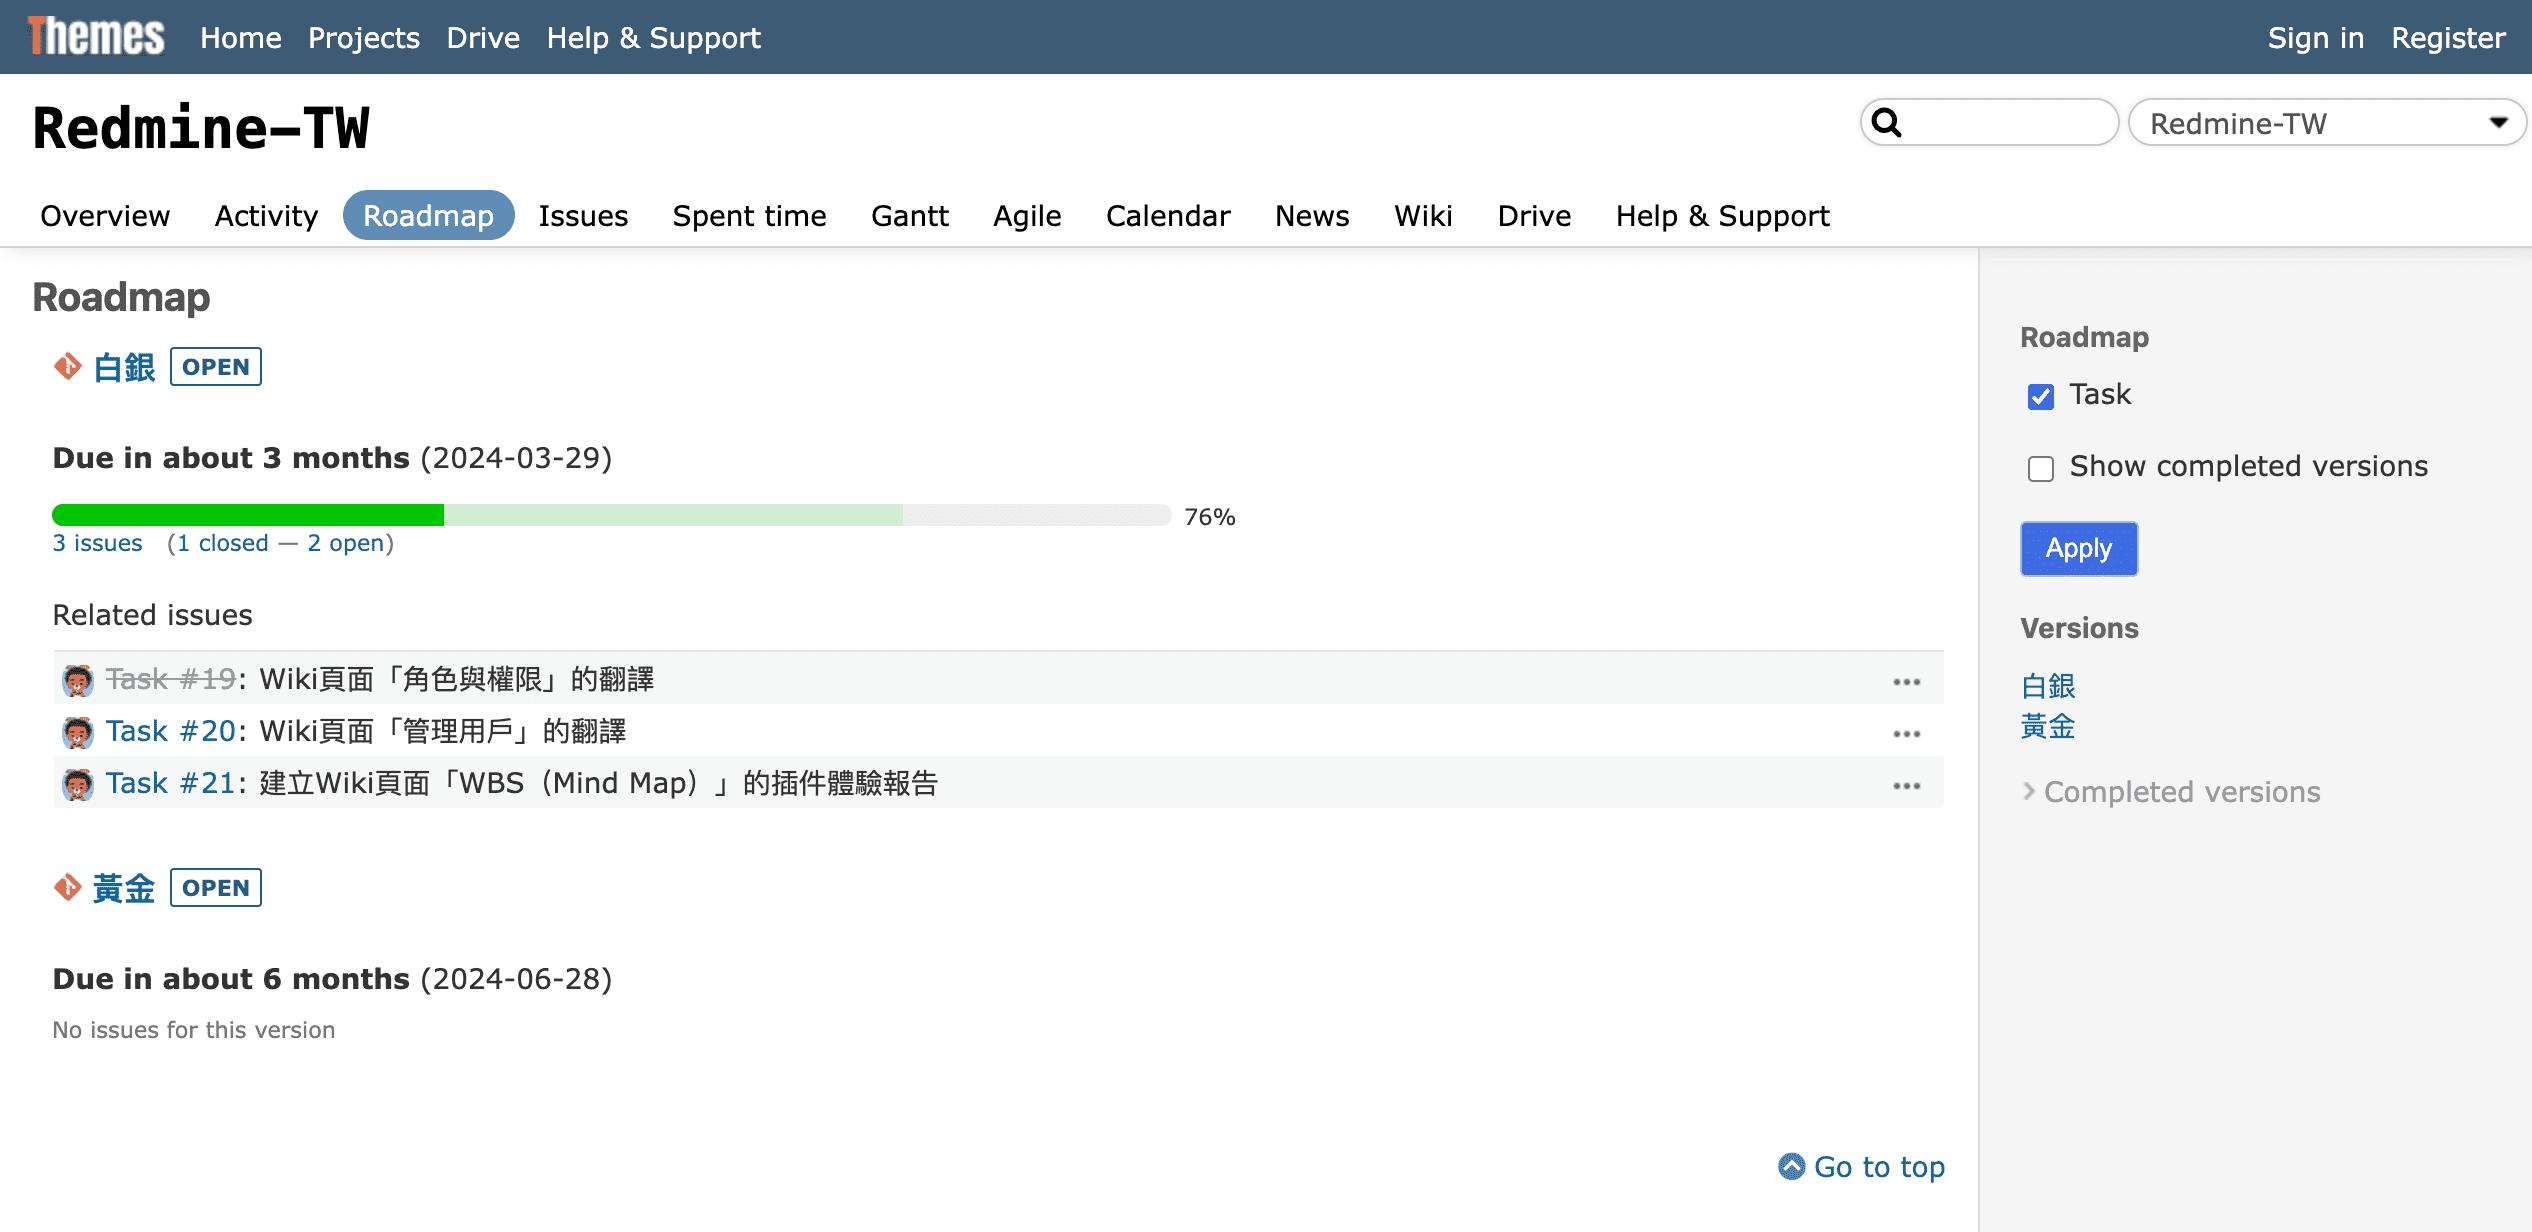 Themes Home Projects Drive Help & Support Sign in Register
Redmine-TW
Redmine-TW
Overview Activity Roadmap Issues Spent time Gantt Agile Calendar News Wiki Drive Help & Support
Roadmap
白銀 OPEN
Due in about 3 months (2024-03-29)
76%
3 issues (1 closed — 2 open)
Related issues
Task #19: Wiki頁面「角色與權限」的翻譯
Task #20: Wiki頁面「管理用戶」的翻譯
Task #21: 建立Wiki頁面「WBS（Mind Map）」的插件體驗報告
黃金 OPEN
Due in about 6 months (2024-06-28)
No issues for this version
Go to top
Roadmap
Task
Show completed versions
Apply
Versions
白銀
黃金
Completed versions